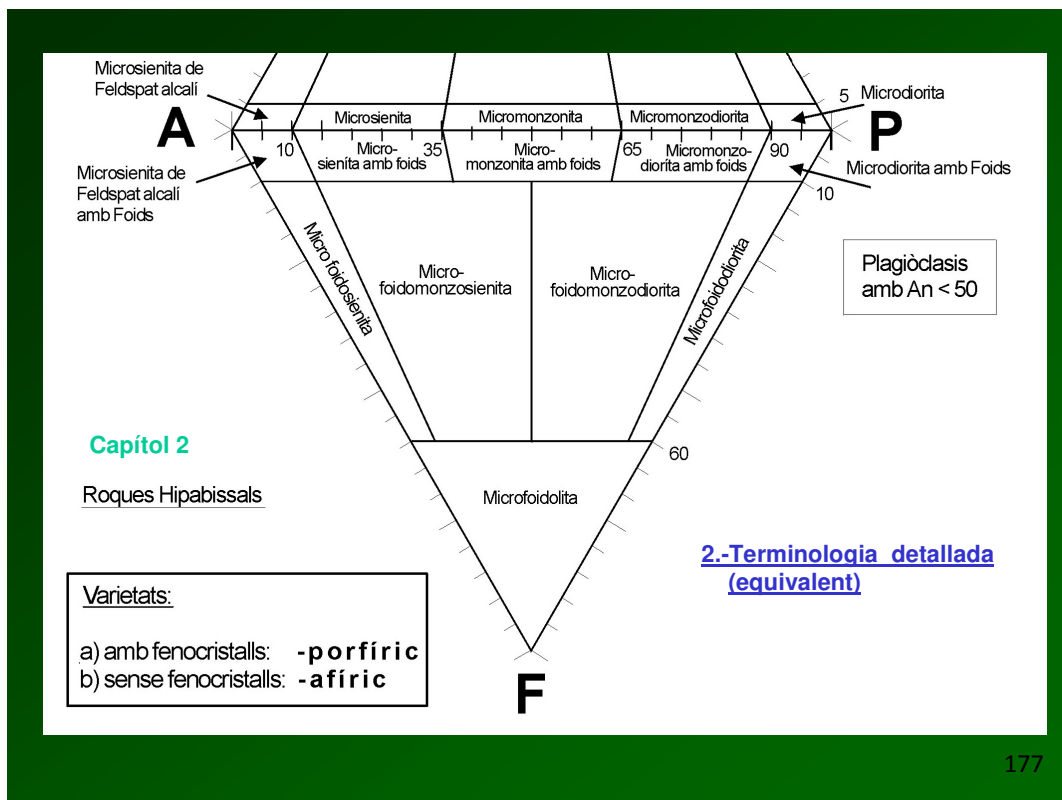 Microsienita de
Feldspat alcalí
A
Microsienita
Micromonzonita
Micromonzodiorita
5
Microdiorita
P
10
35
65
90
Micro-
sienita amb foids
Micro-
monzonita amb foids
Micromonzo-
diorita amb foids
Microsienita de
Feldspat alcalí
amb Foids
Microdiorita amb Foids
10
Micro foidosienita
Micro-
foidomonzosienita
Micro-
foidomonzodiorita
Microfoidodiorita
Plagiòclasis
amb An < 50
Capítol 2
60
Roques Hipabissals
Microfoidolita
2.-Terminologia detallada
(equivalent)
Varietats:
a) amb fenocristalls: -porfíric
b) sense fenocristalls: -afíric
F
177